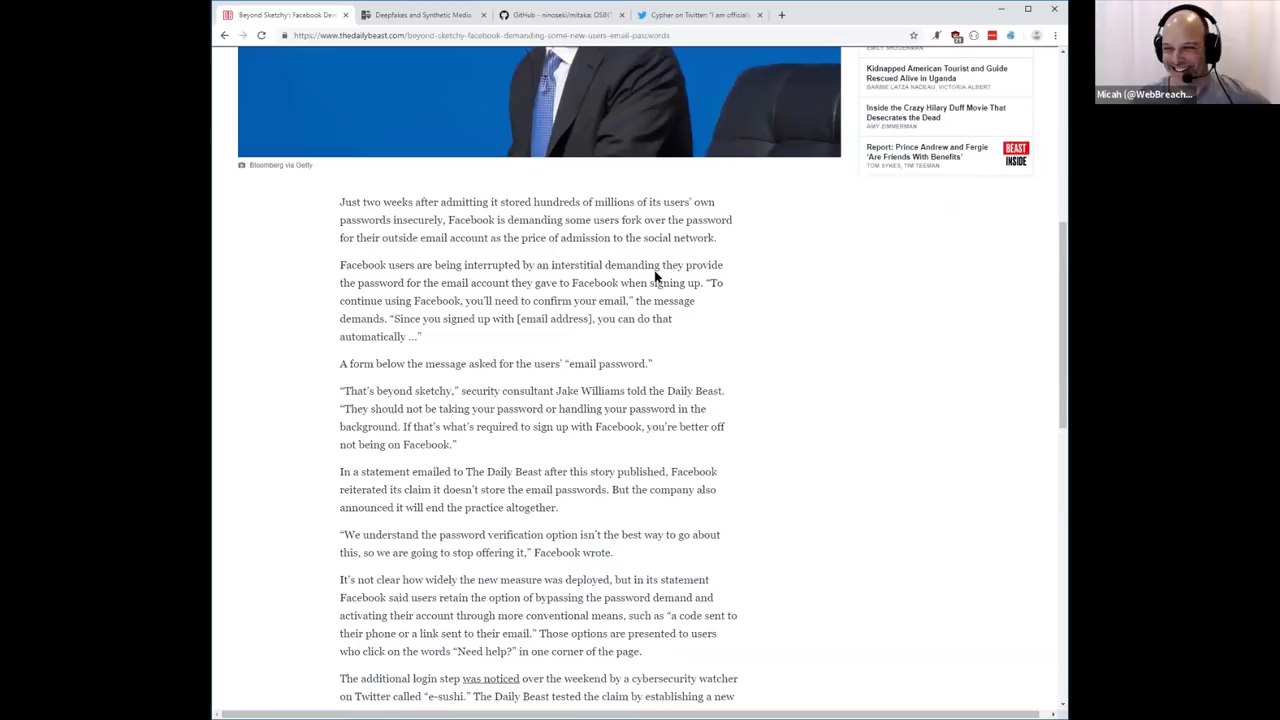 'Beyond Sketchy': Facebook Dem
Deepfakes and Synthetic Media
GitHub - ninoseki/mitaka: OSINT
Cypher on Twitter: "I am official
https://www.thedailybeast.com/beyond-sketchy-facebook-demanding-some-new-users-email-passwords
Micah (@WebBreach...
Bloomberg via Getty
EMILY SHUGERMAN
Kidnapped American Tourist and Guide
Rescued Alive in Uganda
BARBIE LATZA NADEAU, VICTORIA ALBERT
Inside the Crazy Hilary Duff Movie That
Desecrates the Dead
AMY ZIMMERMAN
Report: Prince Andrew and Fergie
'Are Friends With Benefits'
TOM SYKES, TIM TEEMAN
BEAST
INSIDE
Just two weeks after admitting it stored hundreds of millions of its users' own
passwords insecurely, Facebook is demanding some users fork over the password
for their outside email account as the price of admission to the social network.
Facebook users are being interrupted by an interstitial demanding they provide
the password for the email account they gave to Facebook when signing up. "To
continue using Facebook, you'll need to confirm your email," the message
demands. "Since you signed up with [email address], you can do that
automatically ..."
A form below the message asked for the users' "email password."
"That's beyond sketchy," security consultant Jake Williams told the Daily Beast.
"They should not be taking your password or handling your password in the
background. If that's what's required to sign up with Facebook, you're better off
not being on Facebook."
In a statement emailed to The Daily Beast after this story published, Facebook
reiterated its claim it doesn't store the email passwords. But the company also
announced it will end the practice altogether.
"We understand the password verification option isn't the best way to go about
this, so we are going to stop offering it," Facebook wrote.
It's not clear how widely the new measure was deployed, but in its statement
Facebook said users retain the option of bypassing the password demand and
activating their account through more conventional means, such as "a code sent to
their phone or a link sent to their email." Those options are presented to users
who click on the words "Need help?" in one corner of the page.
The additional login step was noticed over the weekend by a cybersecurity watcher
on Twitter called "e-sushi." The Daily Beast tested the claim by establishing a new